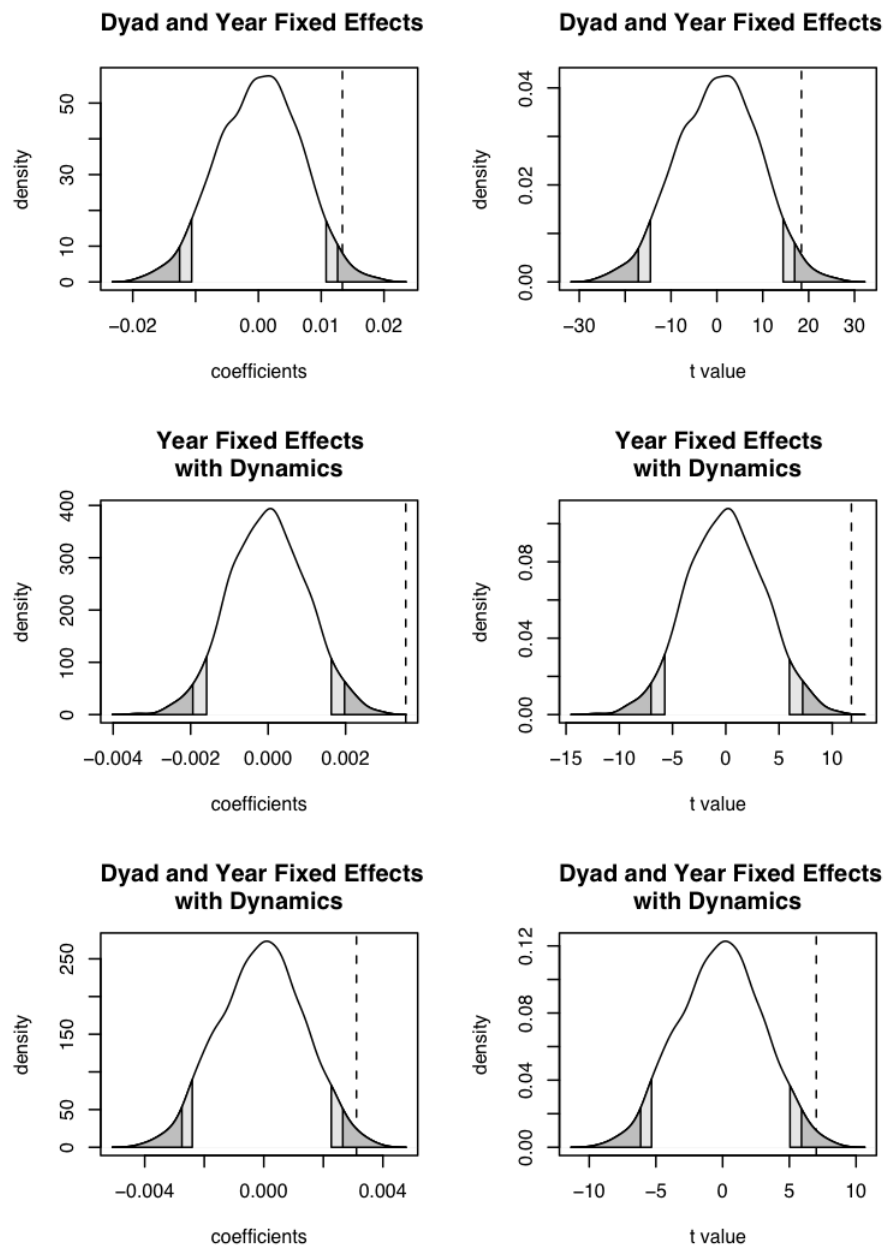 Dyad and Year Fixed Effects
density
0
10
30
50
−0.02
0.00
0.01
0.02
coefficients
Dyad and Year Fixed Effects
density
0.00
0.02
0.04
−30
−10
0
10
20
30
t value
Year Fixed Effects
with Dynamics
density
0
100
200
300
400
−0.004
−0.002
0.000
0.002
coefficients
Year Fixed Effects
with Dynamics
density
0.00
0.04
0.08
−15
−10
−5
0
5
10
t value
Dyad and Year Fixed Effects
with Dynamics
density
0
50
150
250
−0.004
0.000
0.004
coefficients
Dyad and Year Fixed Effects
with Dynamics
density
0.00
0.04
0.08
0.12
−10
−5
0
5
10
t value